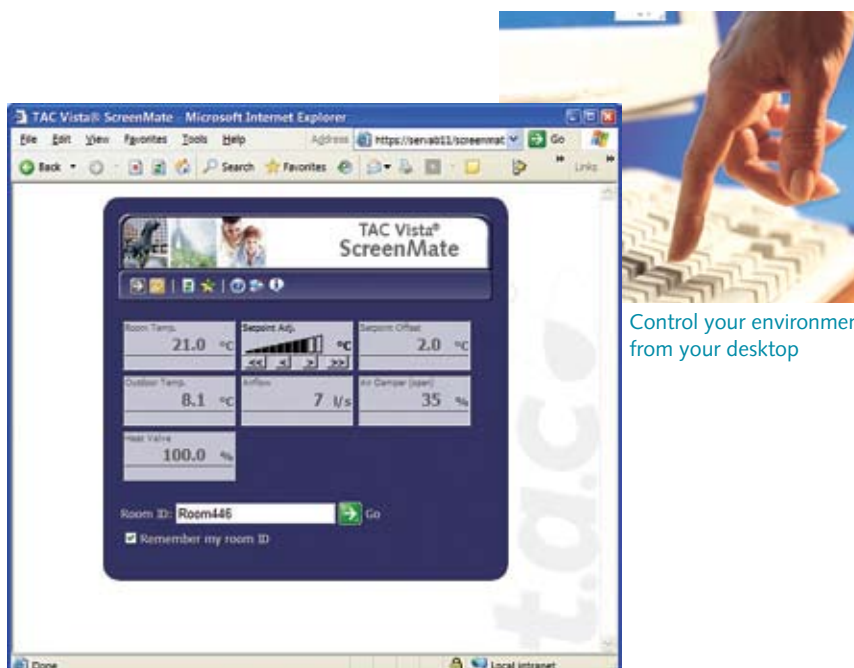 TAC Vista® ScreenMate - Microsoft Internet Explorer
File Edit View Favorites Tools Help
Address https://servab11/screenmat Go
Back Search Favorites Links
TAC Vista®
ScreenMate
Room Temp.
21.0 °C
Setpoint Adj.
°C
<< < > >>
Setpoint Offset
2.0 °C
Outdoor Temp.
8.1 °C
Airflow
7 l/s
Air Damper (open)
35 %
Heat Valve
100.0 %
Room ID: Room446 Go
Remember my room ID
t.a.c
Done Local intranet
Control your environmen
from your desktop